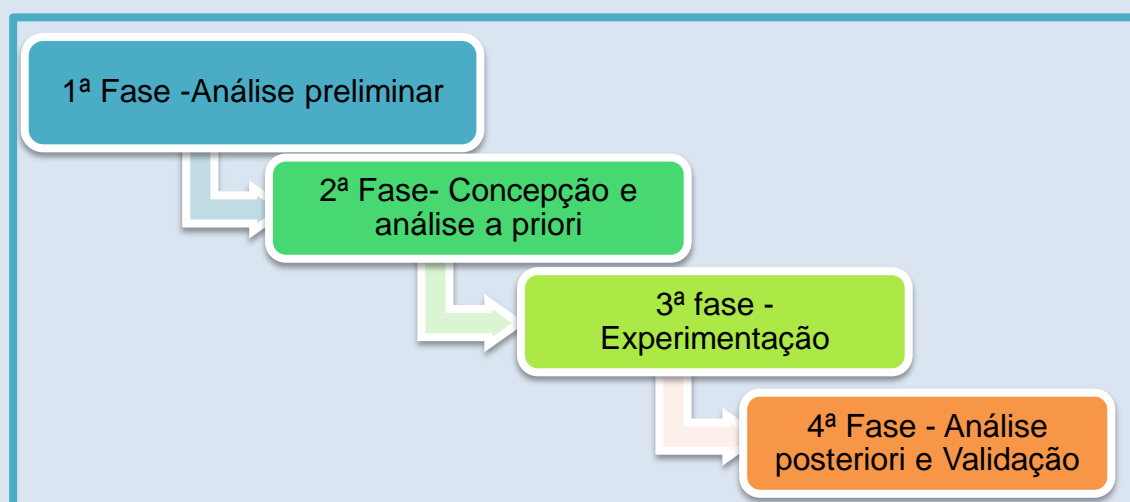 1ª Fase -Análise preliminar
2ª Fase- Concepção e
análise a priori
3ª fase -
Experimentação
4ª Fase - Análise
posteriori e Validação